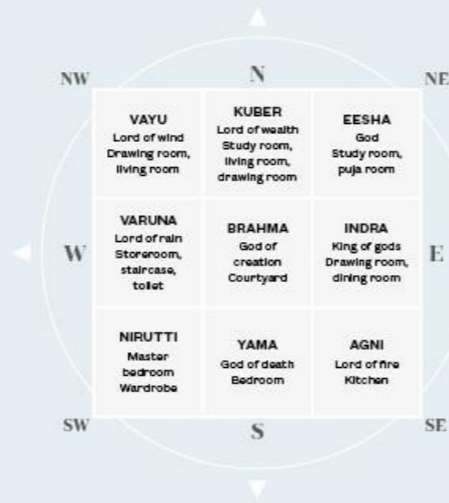 N
NW
NE
VAYU
Lord of wind
Drawing room,
living room
KUBER
Lord of wealth
Study room,
living room,
drawing room
EESHA
God
Study room,
puja room
W
VARUNA
Lord of rain
Storeroom,
staircase,
toilet
BRAHMA
God of
creation
Courtyard
INDRA
King of gods
Drawing room,
dining room
E
NIRUTTI
Master
bedroom
Wardrobe
YAMA
God of death
Bedroom
AGNI
Lord of fire
Kitchen
SW
S
SE